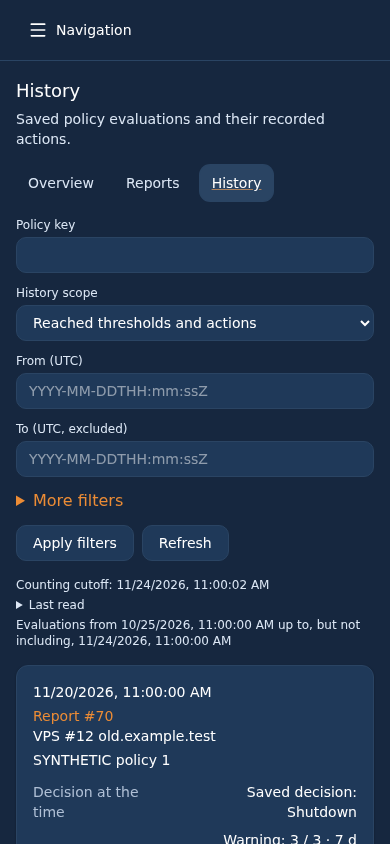 Navigation
History
Saved policy evaluations and their recorded
actions.
Overview Reports History
Policy key
History scope
Reached thresholds and actions
From (UTC)
YYYY-MM-DDTHH:mm:ssZ
To (UTC, excluded)
YYYY-MM-DDTHH:mm:ssZ
More filters
Apply filters Refresh
Counting cutoff: 11/24/2026, 11:00:02 AM
Last read
Evaluations from 10/25/2026, 11:00:00 AM up to, but not
including, 11/24/2026, 11:00:00 AM
11/20/2026, 11:00:00 AM
Report #70
VPS #12 old.example.test
SYNTHETIC policy 1
Decision at the
time
Saved decision:
Shutdown
Warning: 3 / 3 · 7 d